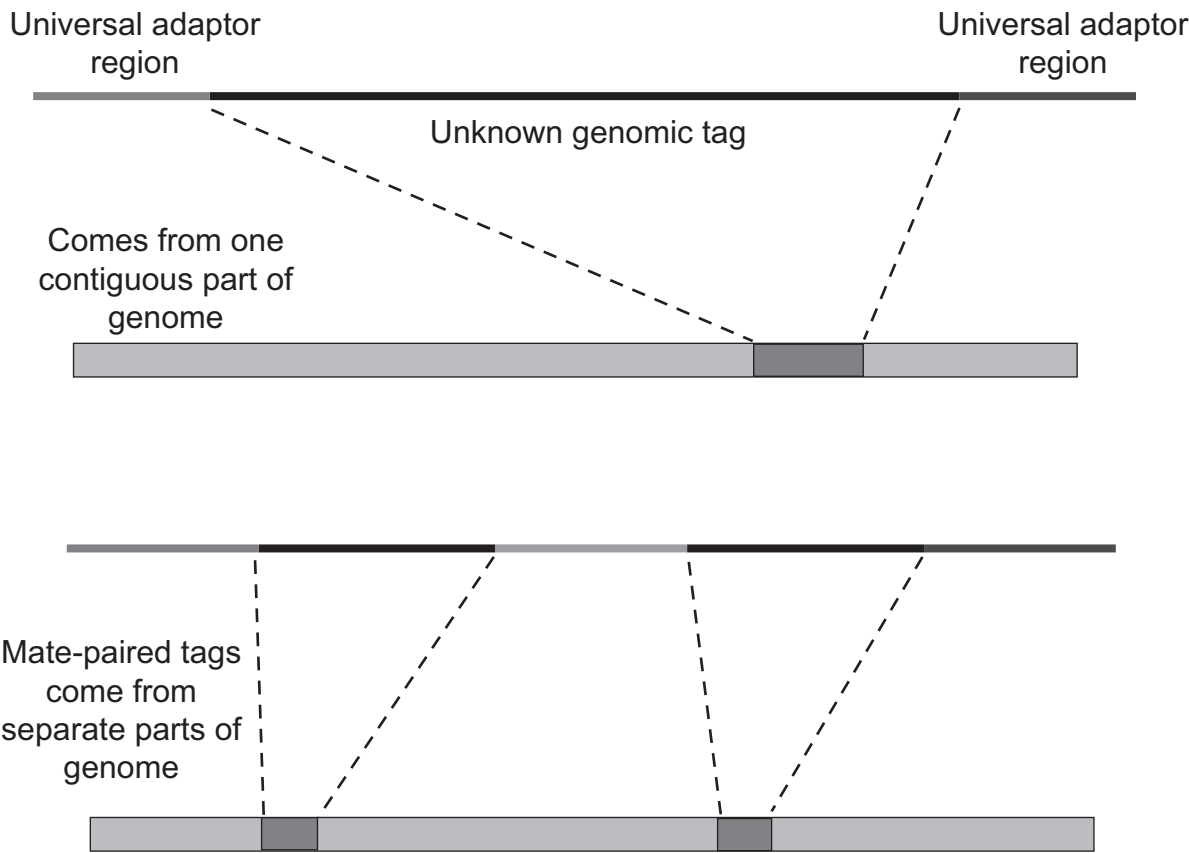 Universal adaptor
region
Universal adaptor
region
Unknown genomic tag
Comes from one
contiguous part of
genome
Mate-paired tags
come from
separate parts of
genome